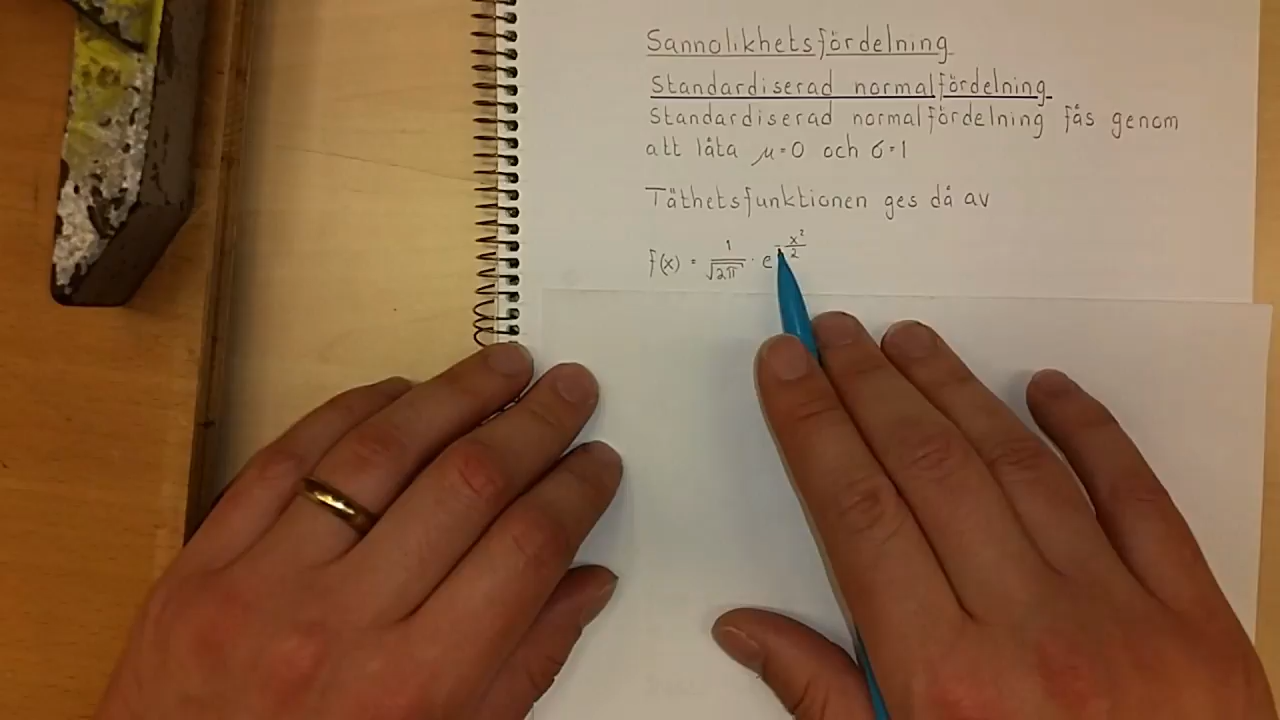 Sannolikhetsfördelning
Standardiserad normalfördelning
Standardiserad normalfördelning fås genom
att låta μ=0 och σ=1
Täthetsfunktionen ges då av
f(x) = 1/√2π · e^-x²/2